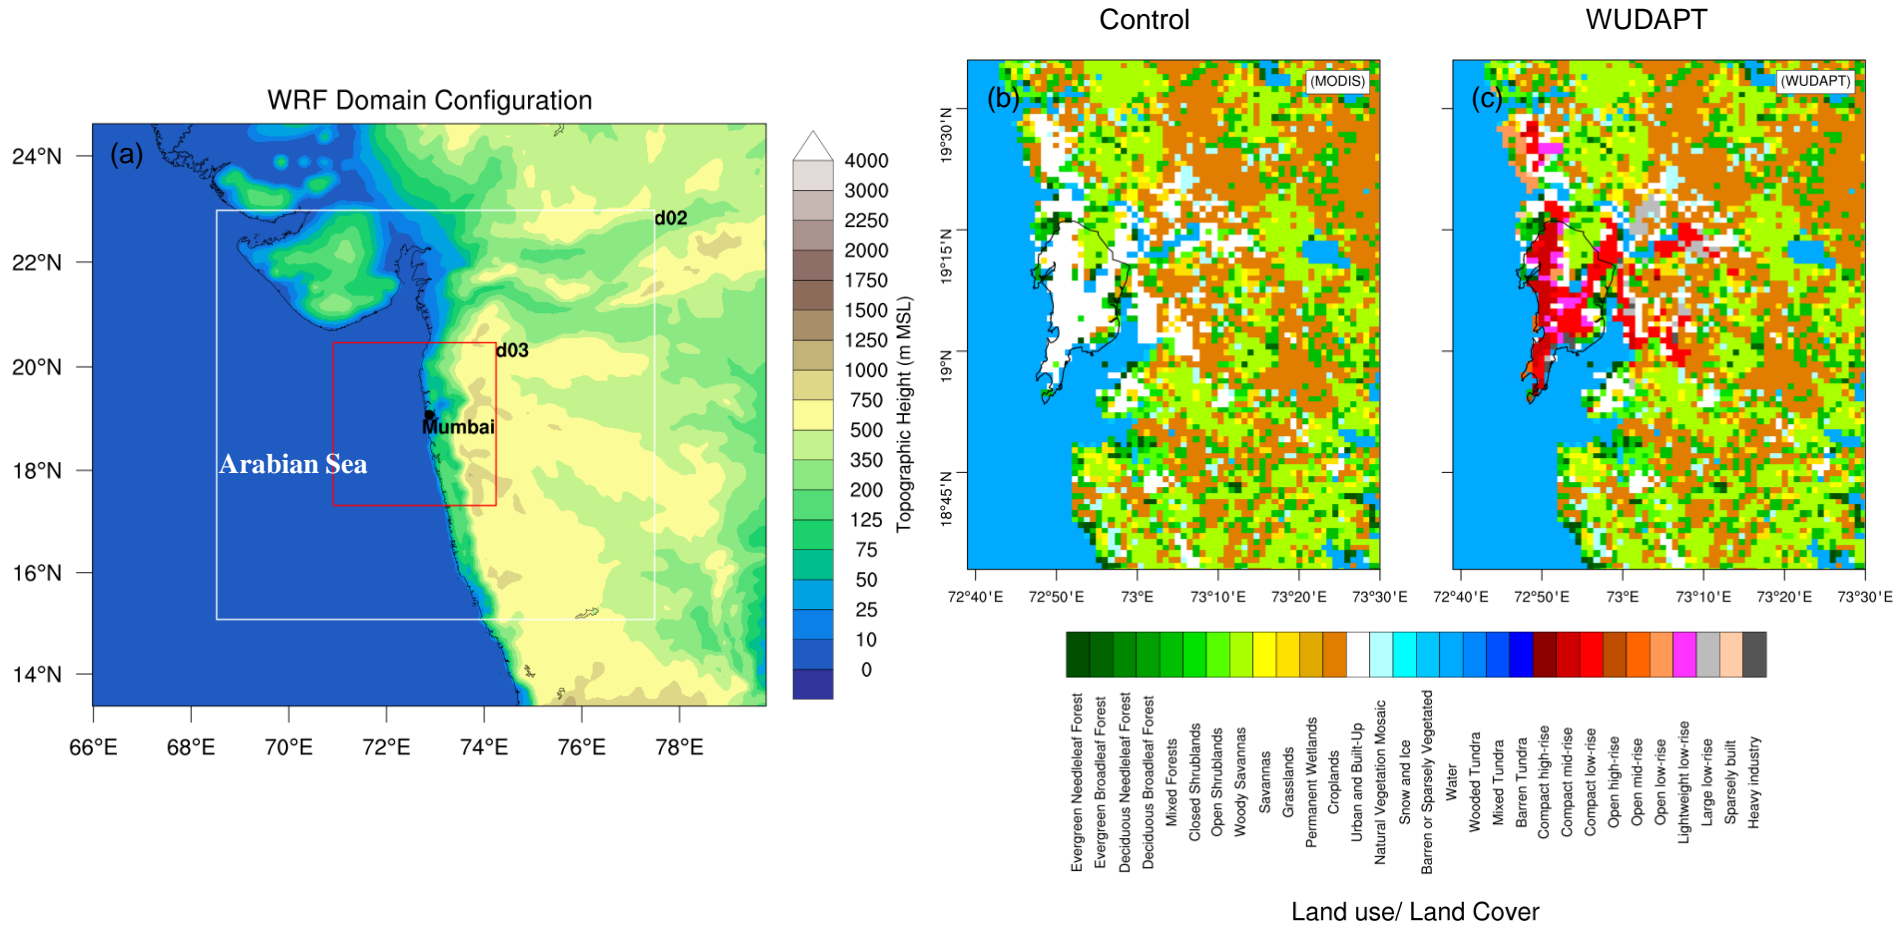 Control
WUDAPT
WRF Domain Configuration
(a)
24°N
22°N
20°N
18°N
16°N
14°N
66°E
68°E
70°E
72°E
74°E
76°E
78°E
d02
d03
Mumbai
Arabian Sea
4000
3000
2250
2000
1750
1500
1250
1000
750
500
350
200
125
75
50
25
10
0
Topographic Height (m MSL)
(b)
(MODIS)
19°30'N
19°15'N
19°N
18°45'N
72°40'E
72°50'E
73°E
73°10'E
73°20'E
73°30'E
(c)
(WUDAPT)
72°40'E
72°50'E
73°E
73°10'E
73°20'E
73°30'E
Evergreen Needleleaf Forest
Evergreen Broadleaf Forest
Deciduous Needleleaf Forest
Deciduous Broadleaf Forest
Mixed Forests
Closed Shrublands
Open Shrublands
Woody Savannas
Savannas
Grasslands
Permanent Wetlands
Croplands
Urban and Built-Up
Natural Vegetation Mosaic
Snow and Ice
Barren or Sparsely Vegetated
Water
Wooded Tundra
Mixed Tundra
Barren Tundra
Compact high-rise
Compact mid-rise
Compact low-rise
Open high-rise
Open mid-rise
Open low-rise
Lightweight low-rise
Large low-rise
Sparsely built
Heavy industry
Land use/ Land Cover